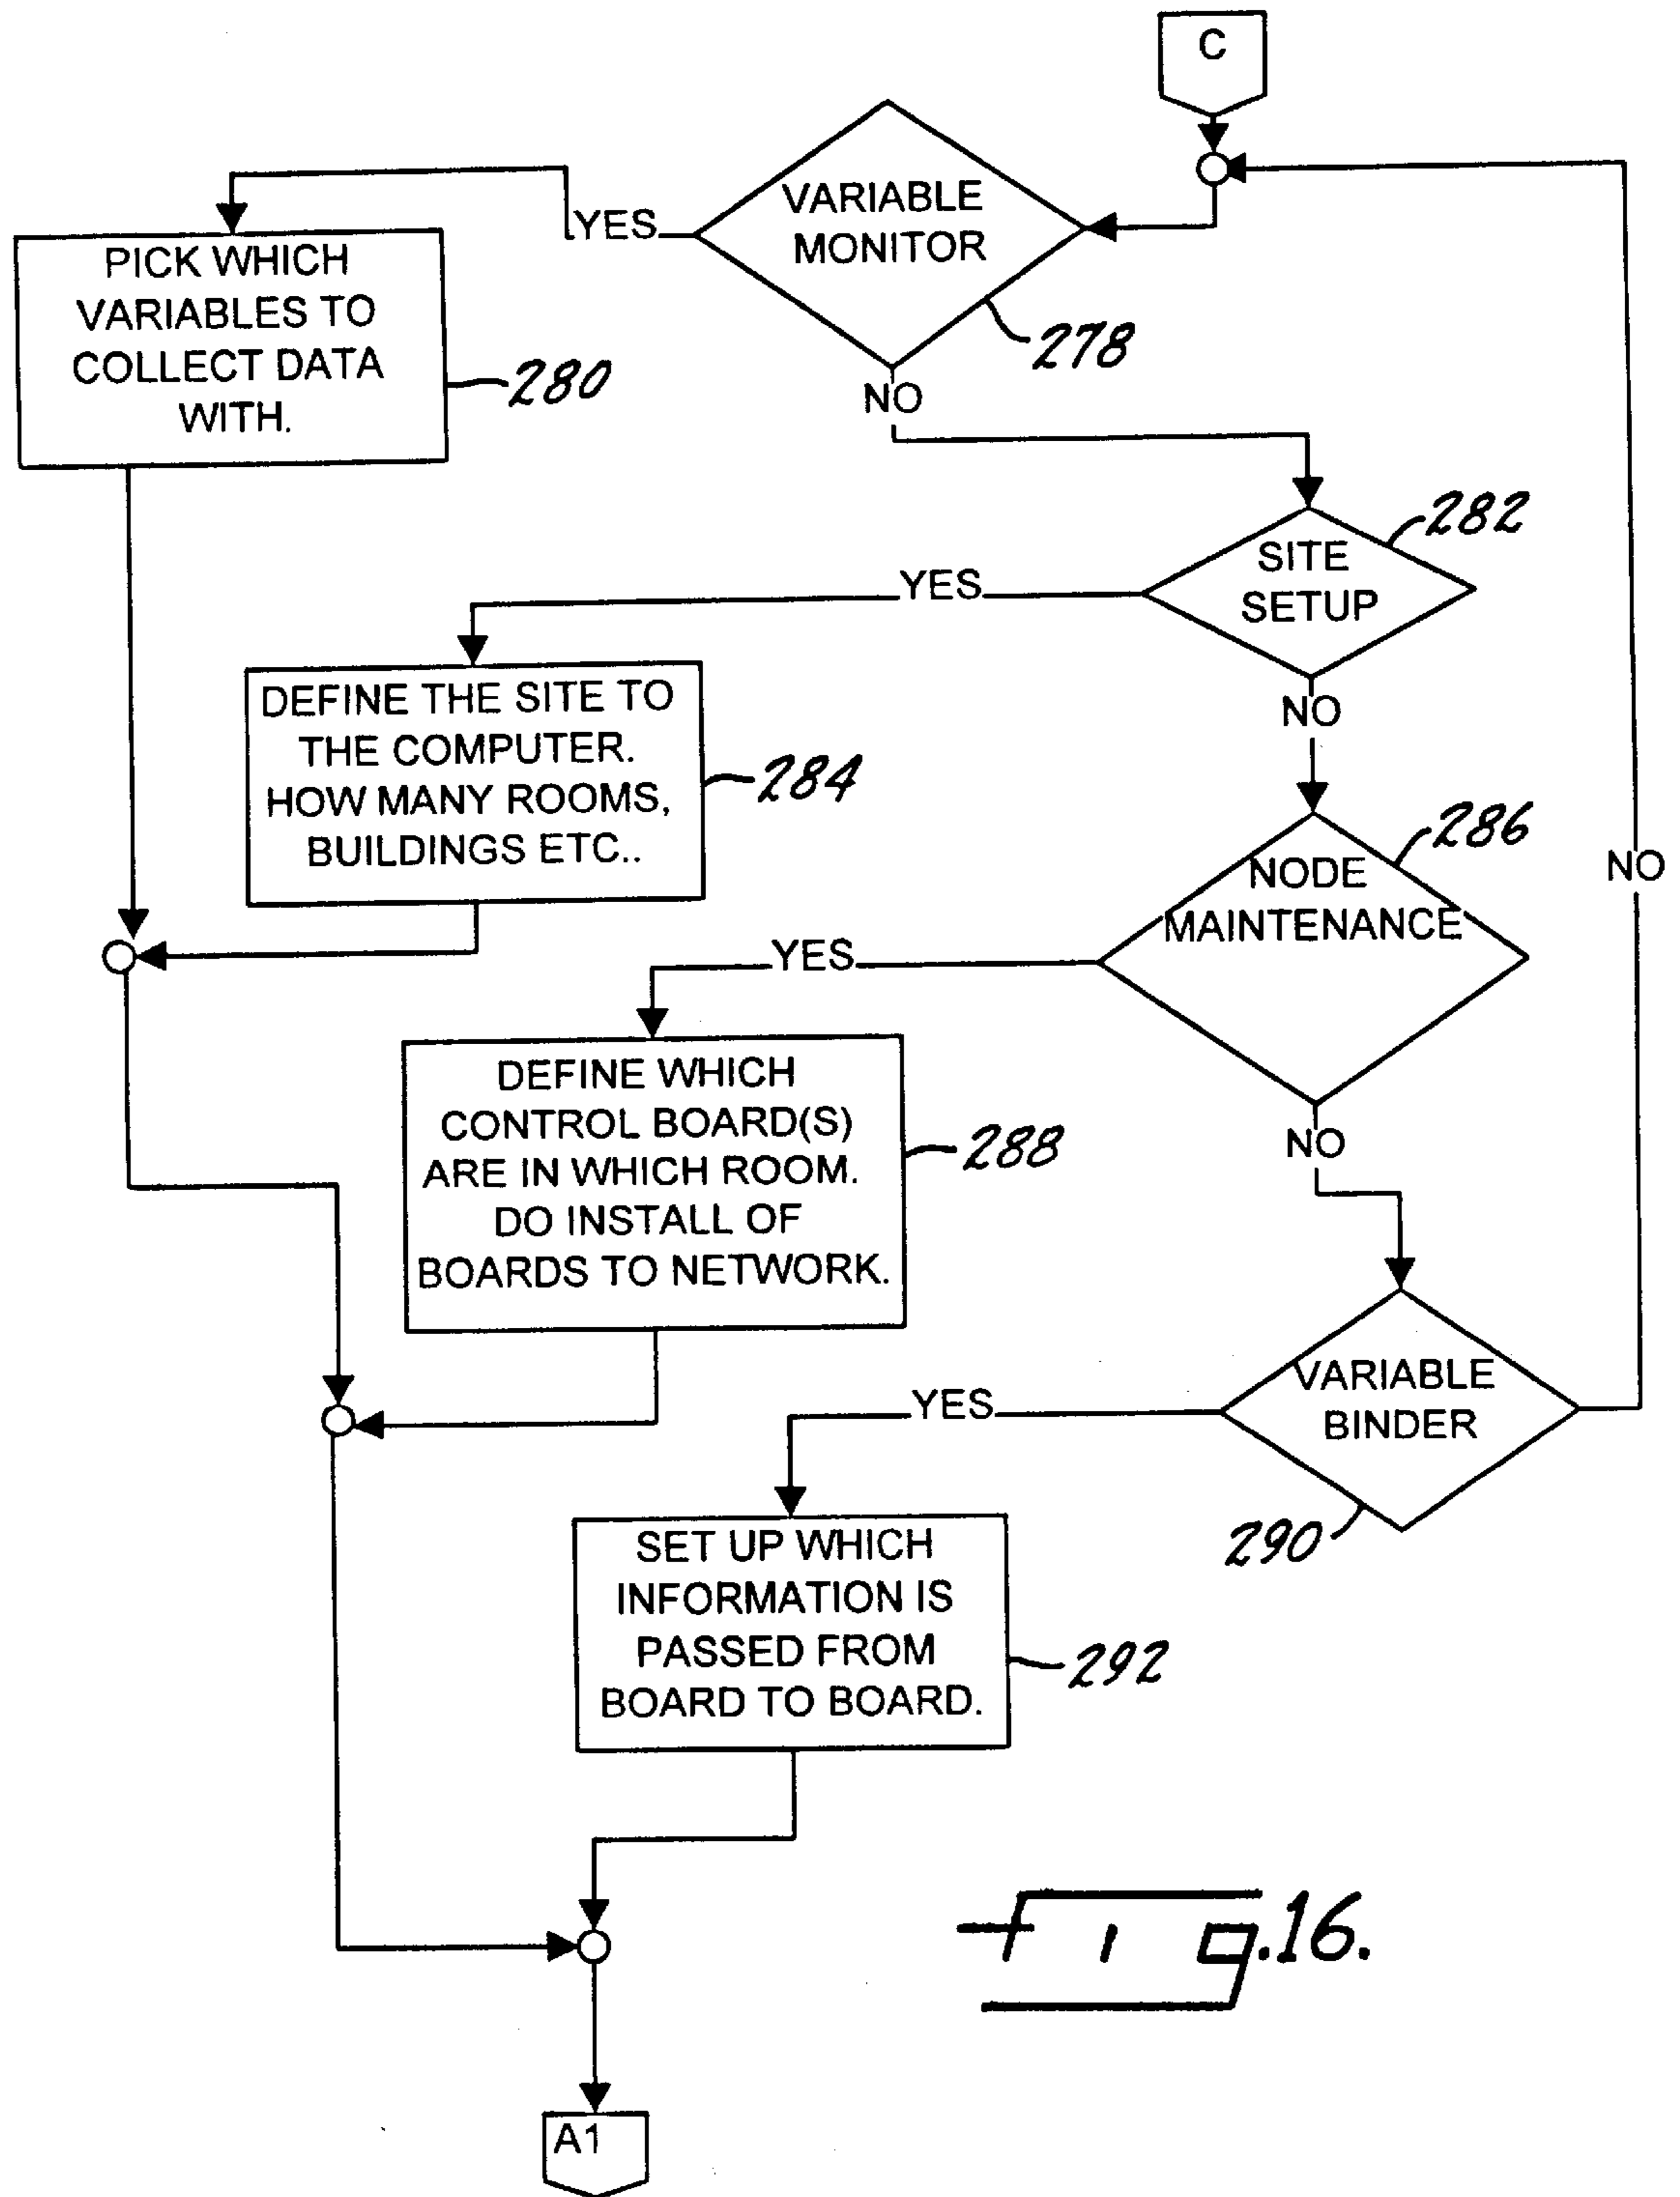 C
VARIABLE
MONITOR
278
YES
NO
PICK WHICH
VARIABLES TO
COLLECT DATA
WITH.
280
282
SITE
SETUP
YES
NO
DEFINE THE SITE TO
THE COMPUTER.
HOW MANY ROOMS,
BUILDINGS ETC..
284
286
NODE
MAINTENANCE
NO
YES
NO
DEFINE WHICH
CONTROL BOARD(S)
ARE IN WHICH ROOM.
DO INSTALL OF
BOARDS TO NETWORK.
288
VARIABLE
BINDER
YES
290
SET UP WHICH
INFORMATION IS
PASSED FROM
BOARD TO BOARD.
292
fig.16.
A1